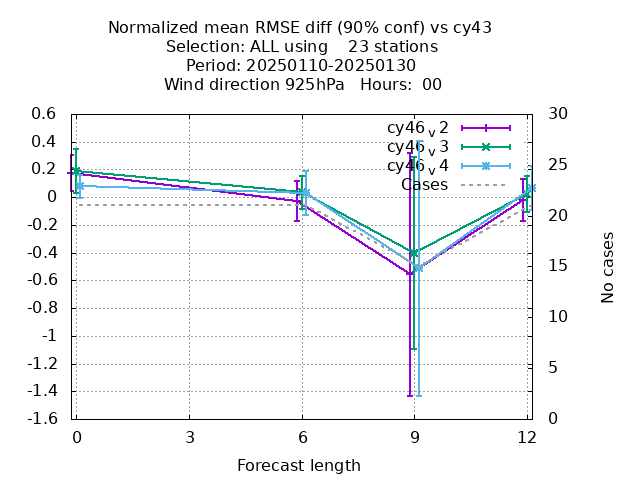 Normalized mean RMSE diff (90% conf) vs cy43
Selection: ALL using    23 stations
Period: 20250110-20250130
Wind direction 925hPa   Hours:  00
0.6
0.4
0.2
0
-0.2
-0.4
-0.6
-0.8
-1
-1.2
-1.4
-1.6
30
25
20
15
10
5
0
cy46v2
cy46v3
cy46v4
Cases
No cases
0 3 6 9 12
Forecast length